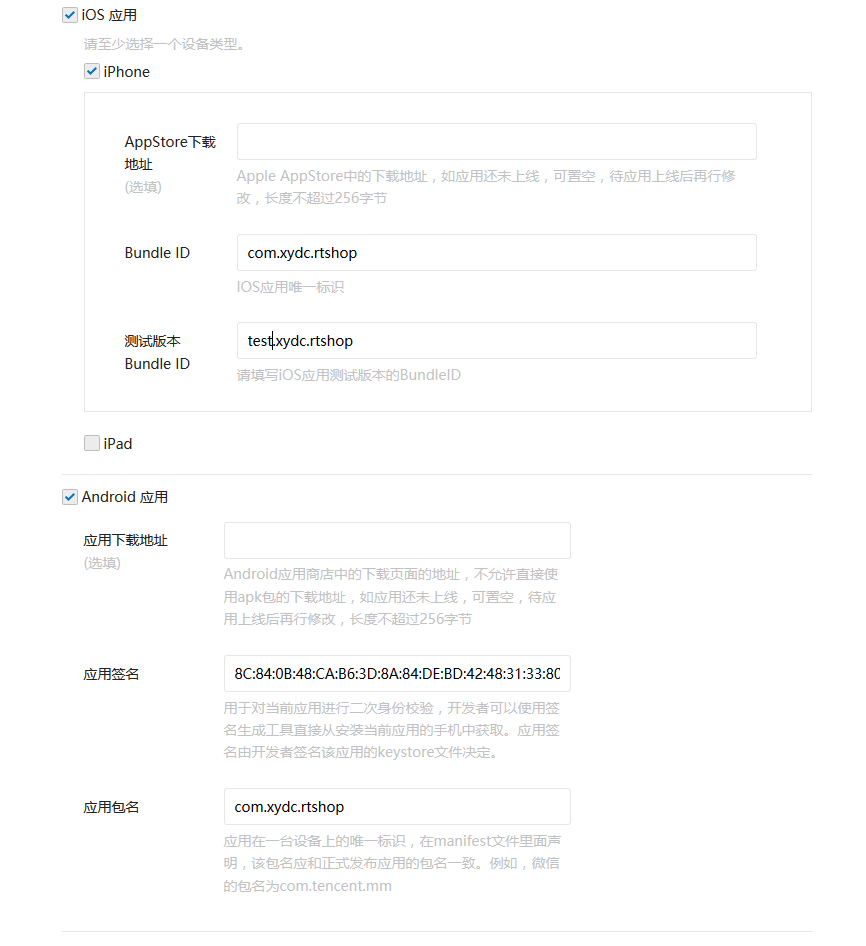 iOS 应用
请至少选择一个设备类型。
iPhone
AppStore下载
地址
(选填)
Apple AppStore中的下载地址，如应用还未上线，可置空，待应用上线后再行修
改，长度不超过256字节
Bundle ID
com.xydc.rtshop
IOS应用唯一标识
测试版本
Bundle ID
test.xydc.rtshop
请填写iOS应用测试版本的BundleID
iPad
Android 应用
应用下载地址
(选填)
Android应用商店中的下载页面的地址，不允许直接使
用apk包的下载地址，如应用还未上线，可置空，待应
用上线后再行修改，长度不超过256字节
应用签名
8C:84:0B:48:CA:B6:3D:8A:84:DE:BD:42:48:31:33:80
用于对当前应用进行二次身份校验，开发者可以使用签
名生成工具直接从安装当前应用的手机中获取。应用签
名由开发者签名该应用的keystore文件决定。
应用包名
com.xydc.rtshop
应用在一台设备上的唯一标识，在manifest文件里面声
明，该包名应和正式发布应用的包名一致。例如，微信
的包名为com.tencent.mm